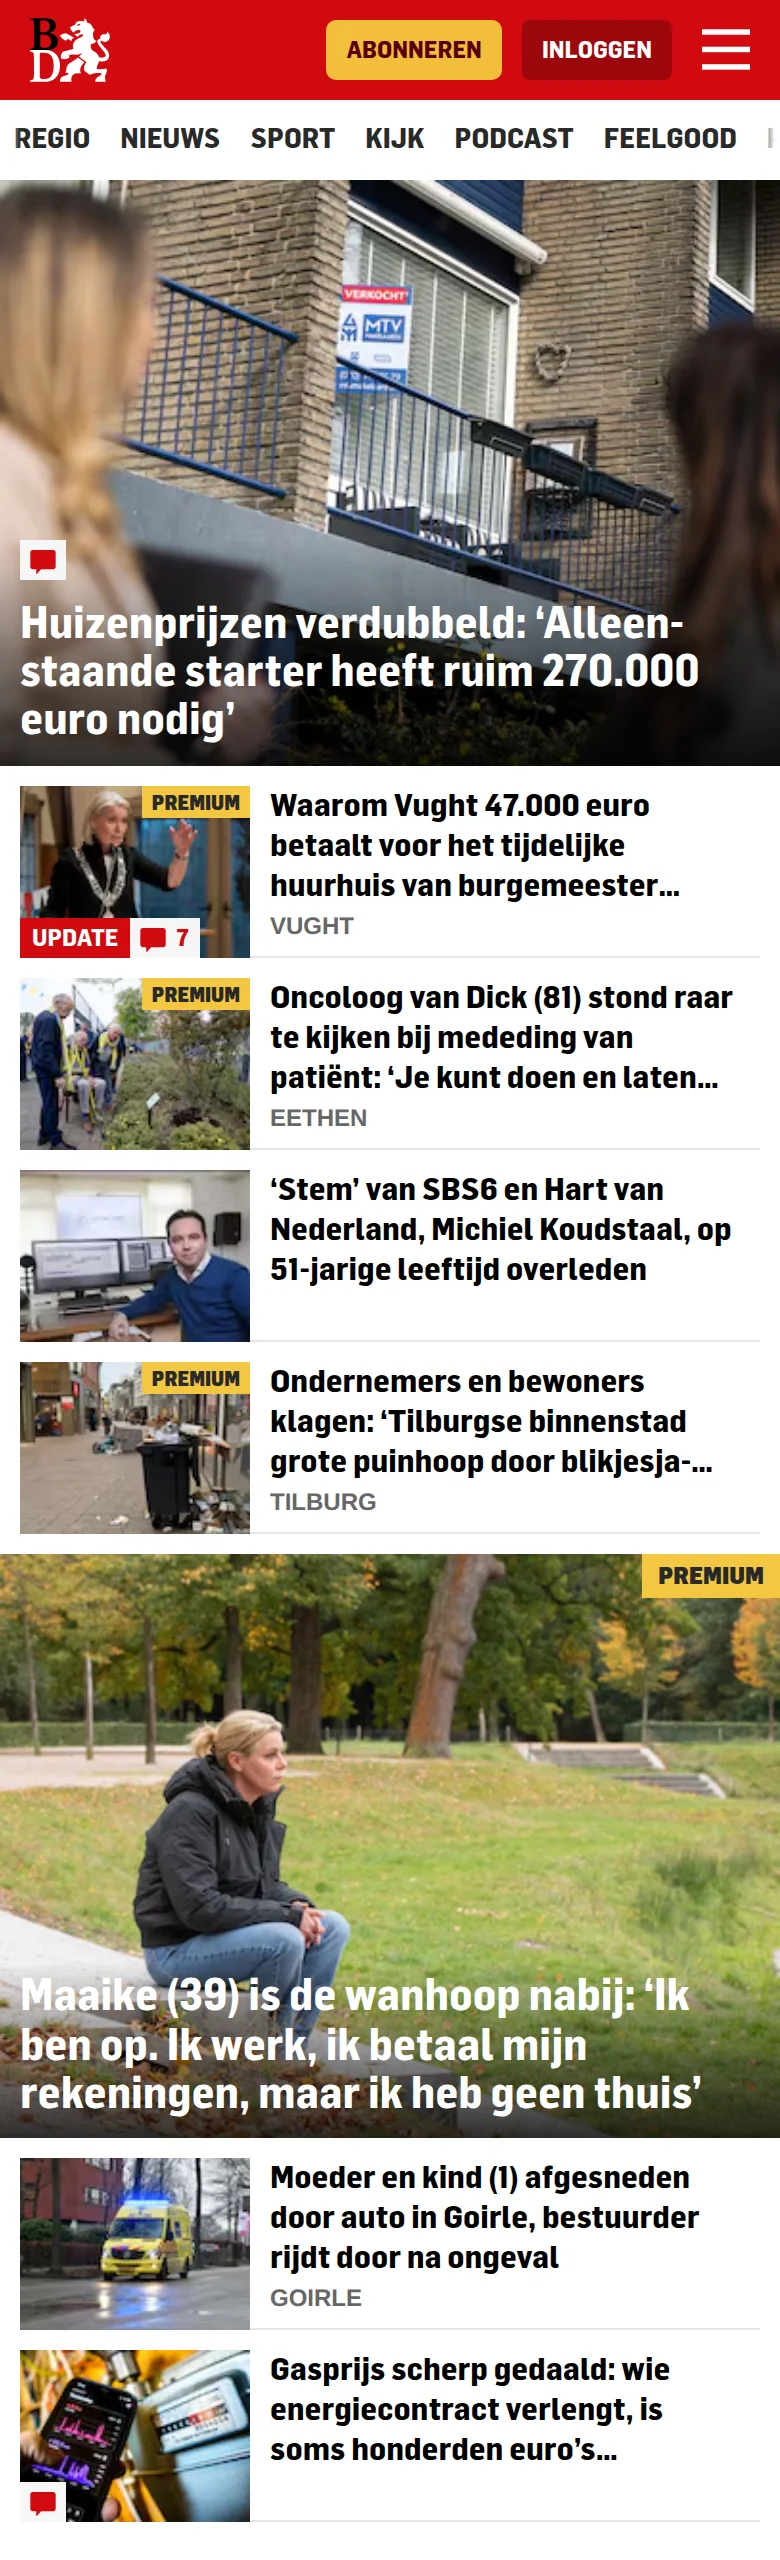 BD
ABONNEREN
INLOGGEN
REGIO NIEUWS SPORT KIJK PODCAST FEELGOOD
VERKOCHT
MTV
Huizenprijzen verdubbeld: ‘Alleen-
staande starter heeft ruim 270.000
euro nodig’
PREMIUM
UPDATE
7
Waarom Vught 47.000 euro
betaalt voor het tijdelijke
huurhuis van burgemeester...
VUGHT
PREMIUM
Oncoloog van Dick (81) stond raar
te kijken bij mededing van
patiënt: ‘Je kunt doen en laten...
EETHEN
‘Stem’ van SBS6 en Hart van
Nederland, Michiel Koudstaal, op
51-jarige leeftijd overleden
PREMIUM
Ondernemers en bewoners
klagen: ‘Tilburgse binnenstad
grote puinhoop door blikjesja-...
TILBURG
PREMIUM
Maaike (39) is de wanhoop nabij: ‘Ik
ben op. Ik werk, ik betaal mijn
rekeningen, maar ik heb geen thuis’
Moeder en kind (1) afgesneden
door auto in Goirle, bestuurder
rijdt door na ongeval
GOIRLE
Gasprijs scherp gedaald: wie
energiecontract verlengt, is
soms honderden euro’s...